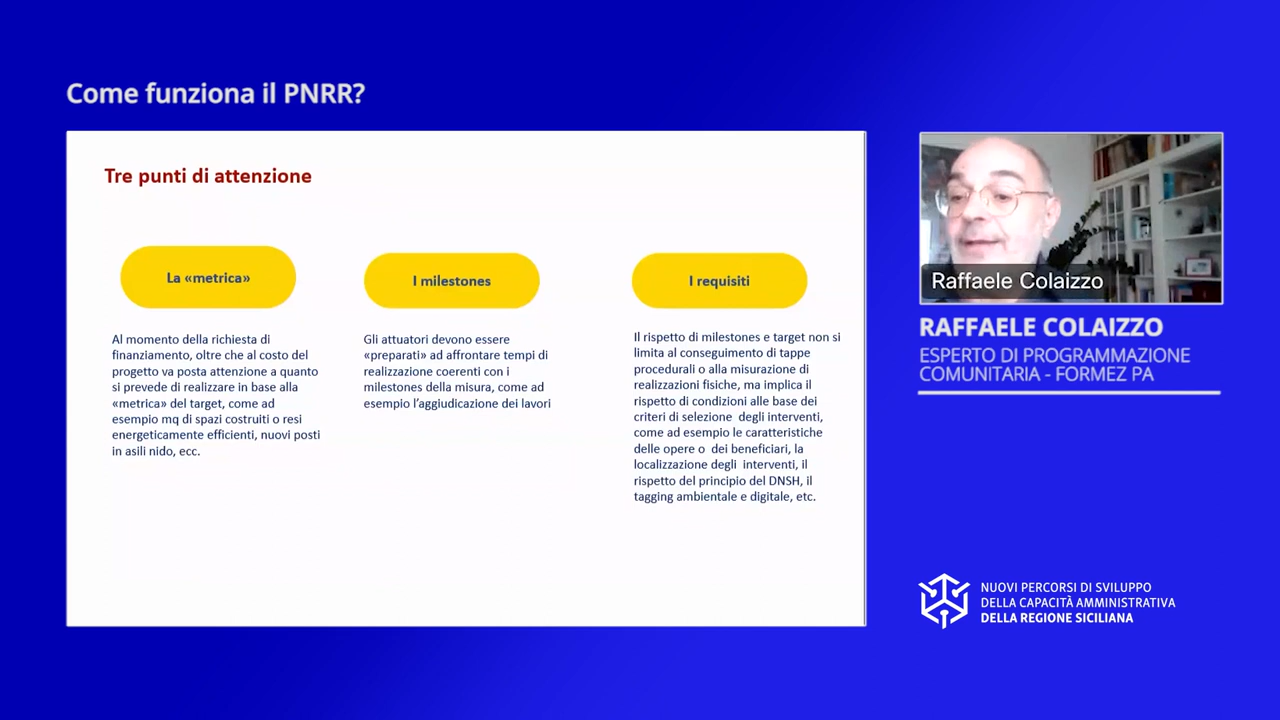 Come funziona il PNRR?
Tre punti di attenzione
La «metrica»
Al momento della richiesta di
finanziamento, oltre che al costo del
progetto va posta attenzione a quanto
si prevede di realizzare in base alla
«metrica» del target, come ad
esempio mq di spazi costruiti o resi
energeticamente efficienti, nuovi posti
in asili nido, ecc.
I milestones
Gli attuatori devono essere
«preparati» ad affrontare tempi di
realizzazione coerenti con i
milestones della misura, come ad
esempio l'aggiudicazione dei lavori
I requisiti
Il rispetto di milestones e target non si
limita al conseguimento di tappe
procedurali o alla misurazione di
realizzazioni fisiche, ma implica il
rispetto di condizioni alle base dei
criteri di selezione degli interventi,
come ad esempio le caratteristiche
delle opere o dei beneficiari, la
localizzazione degli interventi, il
rispetto del principio del DNSH, il
tagging ambientale e digitale, etc.
Raffaele Colaizzo
RAFFAELE COLAIZZO
ESPERTO DI PROGRAMMAZIONE
COMUNITARIA - FORMEZ PA
NUOVI PERCORSI DI SVILUPPO
DELLA CAPACITÀ AMMINISTRATIVA
DELLA REGIONE SICILIANA